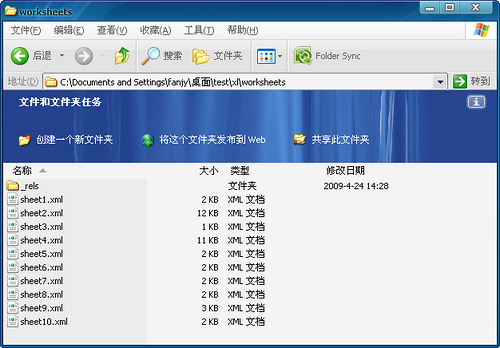 worksheets
文件(F) 编辑(E) 查看(V) 收藏(A) 工具(T) 帮助(H)
后退 搜索 文件夹 Folder Sync
地址(D) C:\Documents and Settings\fanjy\桌面\test\xl\worksheets 转到
文件和文件夹任务
创建一个新文件夹 将这个文件夹发布到 Web 共享此文件夹
名称 大小 类型 修改日期
_rels 文件夹 2009-4-24 14:28
sheet1.xml 2 KB XML 文档
sheet2.xml 12 KB XML 文档
sheet3.xml 1 KB XML 文档
sheet4.xml 11 KB XML 文档
sheet5.xml 2 KB XML 文档
sheet6.xml 2 KB XML 文档
sheet7.xml 2 KB XML 文档
sheet8.xml 2 KB XML 文档
sheet9.xml 3 KB XML 文档
sheet10.xml 2 KB XML 文档